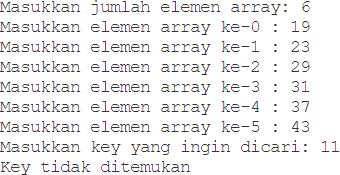 Masukkan jumlah elemen array: 6
Masukkan elemen array ke-0 : 19
Masukkan elemen array ke-1 : 23
Masukkan elemen array ke-2 : 29
Masukkan elemen array ke-3 : 31
Masukkan elemen array ke-4 : 37
Masukkan elemen array ke-5 : 43
Masukkan key yang ingin dicari: 11
Key tidak ditemukan